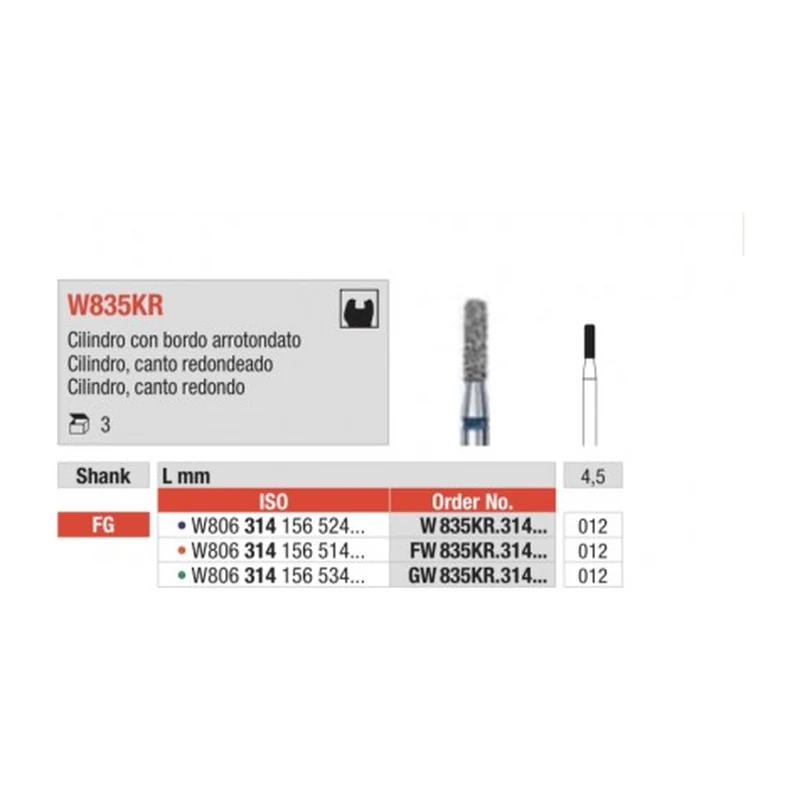 W835KR
Cilindro con bordo arrotondato
Cilindro, canto redondeado
Cilindro, canto redondo
3
Shank L mm 4,5
ISO Order No.
FG • W806 314 156 524... W 835KR.314... 012
• W806 314 156 514... FW 835KR.314... 012
• W806 314 156 534... GW 835KR.314... 012